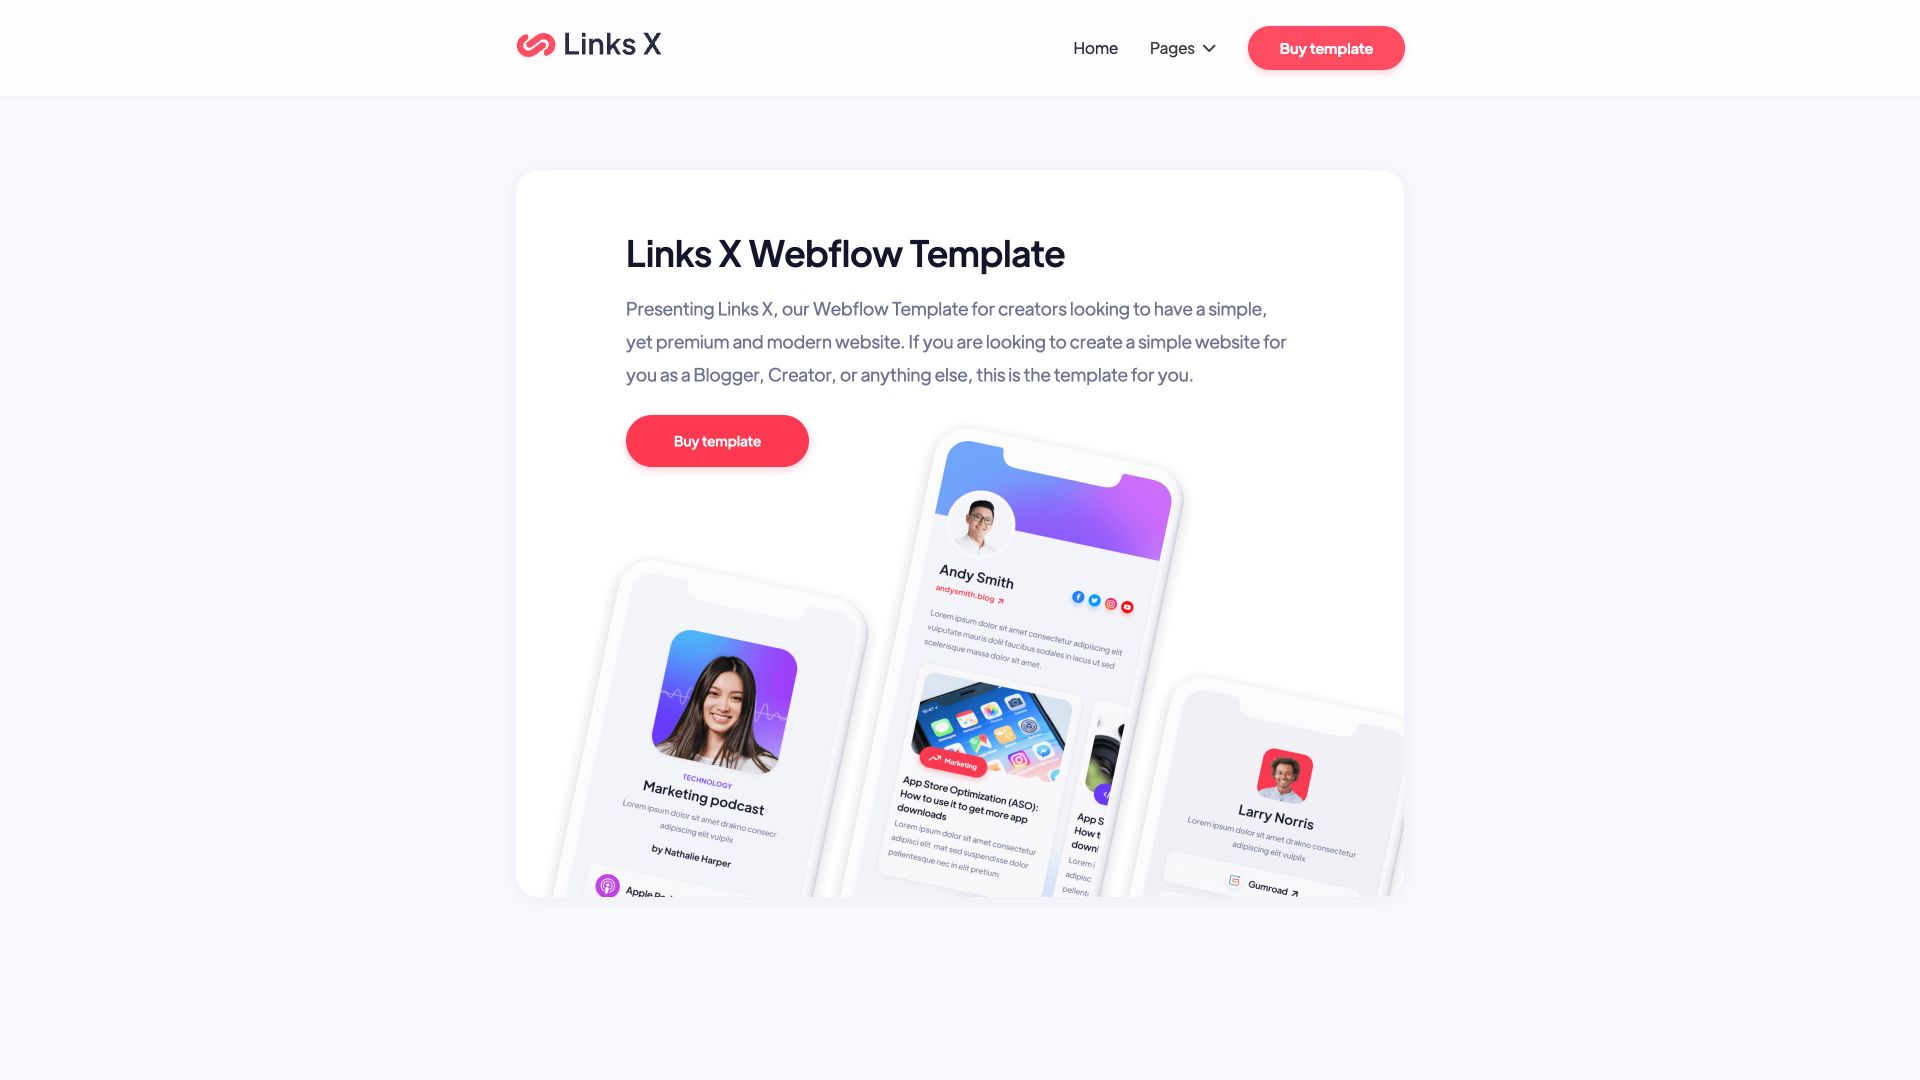 Links X
Home
Pages
Buy template
Links X Webflow Template
Presenting Links X, our Webflow Template for creators looking to have a simple,
yet premium and modern website. If you are looking to create a simple website for
you as a Blogger, Creator, or anything else, this is the template for you.
Buy template
TECHNOLOGY
Marketing podcast
Lorem ipsum dolor sit amet drakno consecr
adipiscing elit vulpilx
by Nathalie Harper
Apple
Andy Smith
andysmith.blog
Lorem ipsum dolor sit amet consectetur adipiscing elit
vulputate mauris dolil faucibus sodales in lacus ut sed
scelerisque massa dolor sit amet.
Marketing
App Store Optimization (ASO):
How to use it to get more app
downloads
Lorem ipsum dolor sit amet consectetur
adipisci elit mat sed suspendisse dolor
pellentesque nec in elit pretium
App S
How t
downl
Lorem i
adipisc
pellent
Larry Norris
Lorem ipsum dolor sit amet drakno consectetur
adipiscing elit vulpilx
Gumroad